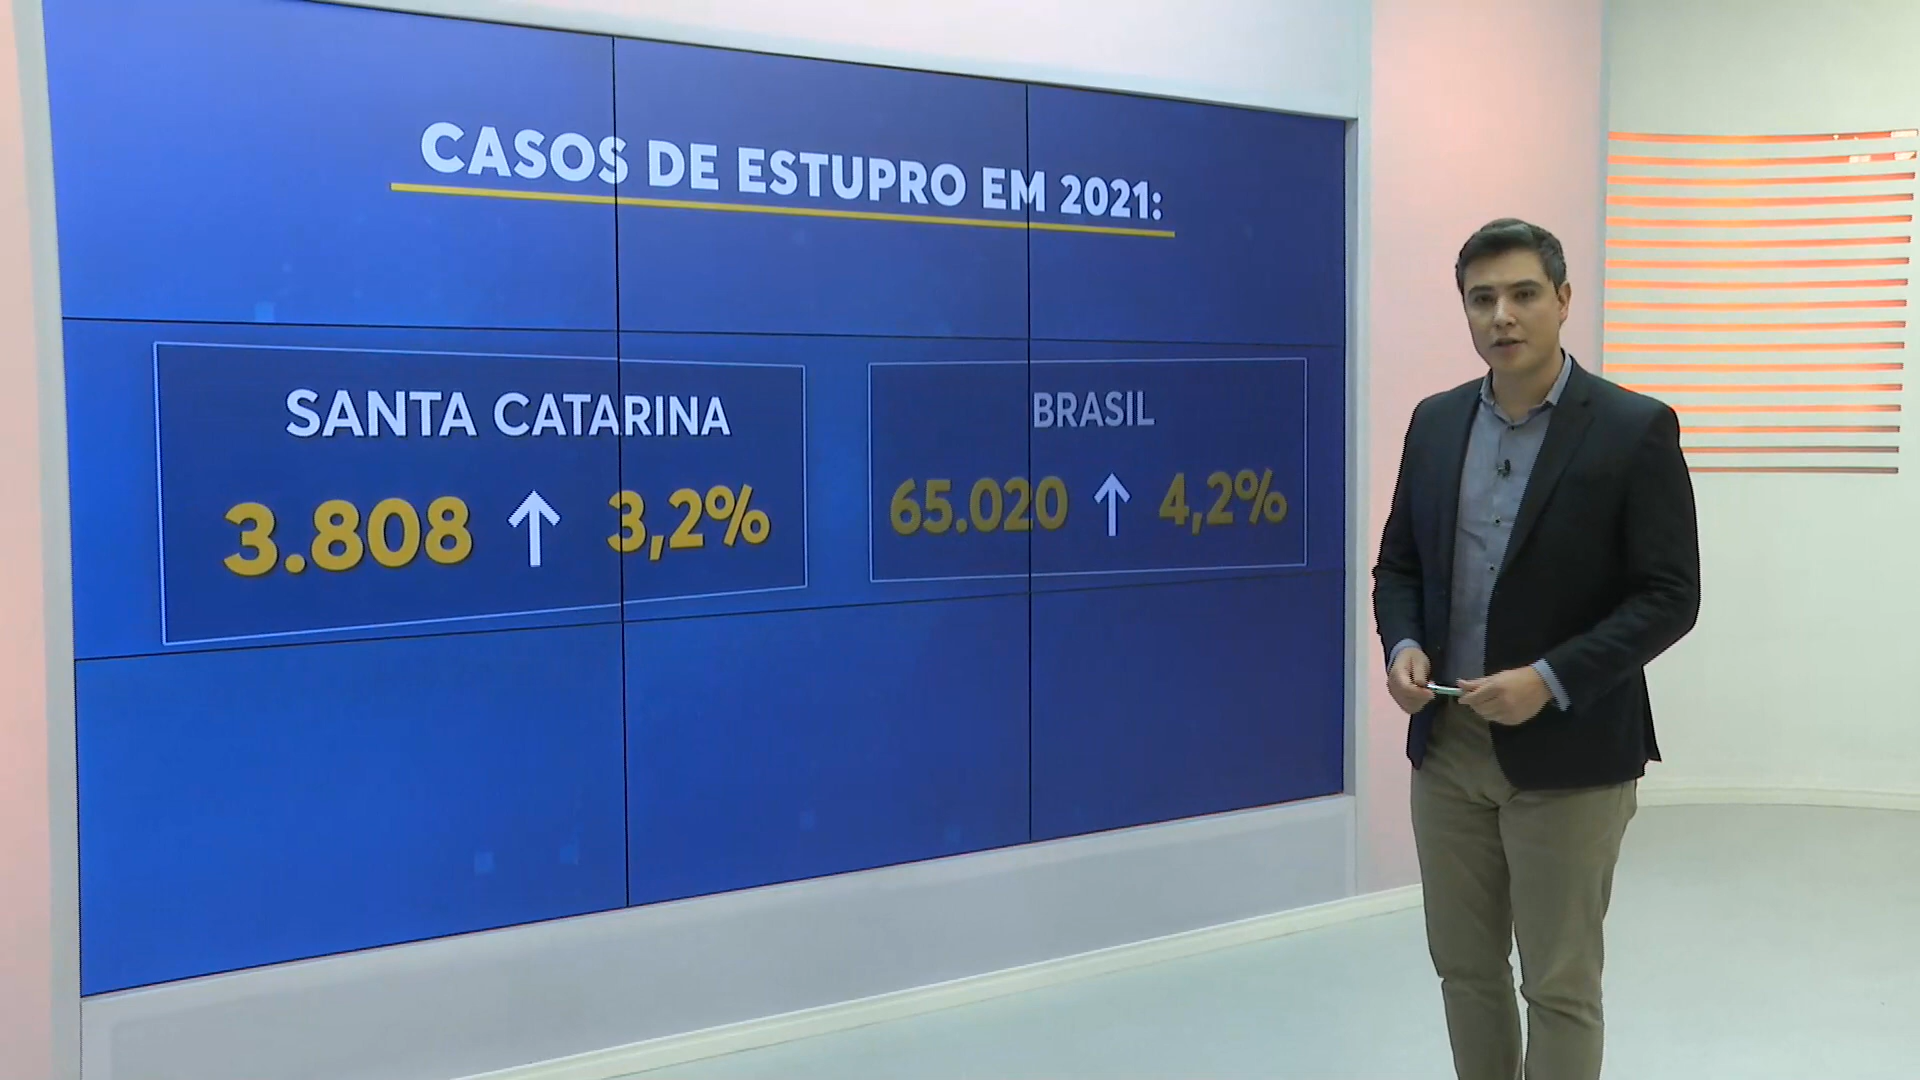 CASOS DE ESTUPRO EM 2021:
SANTA CATARINA
3.808 ↑ 3,2%
BRASIL
65.020 ↑ 4,2%